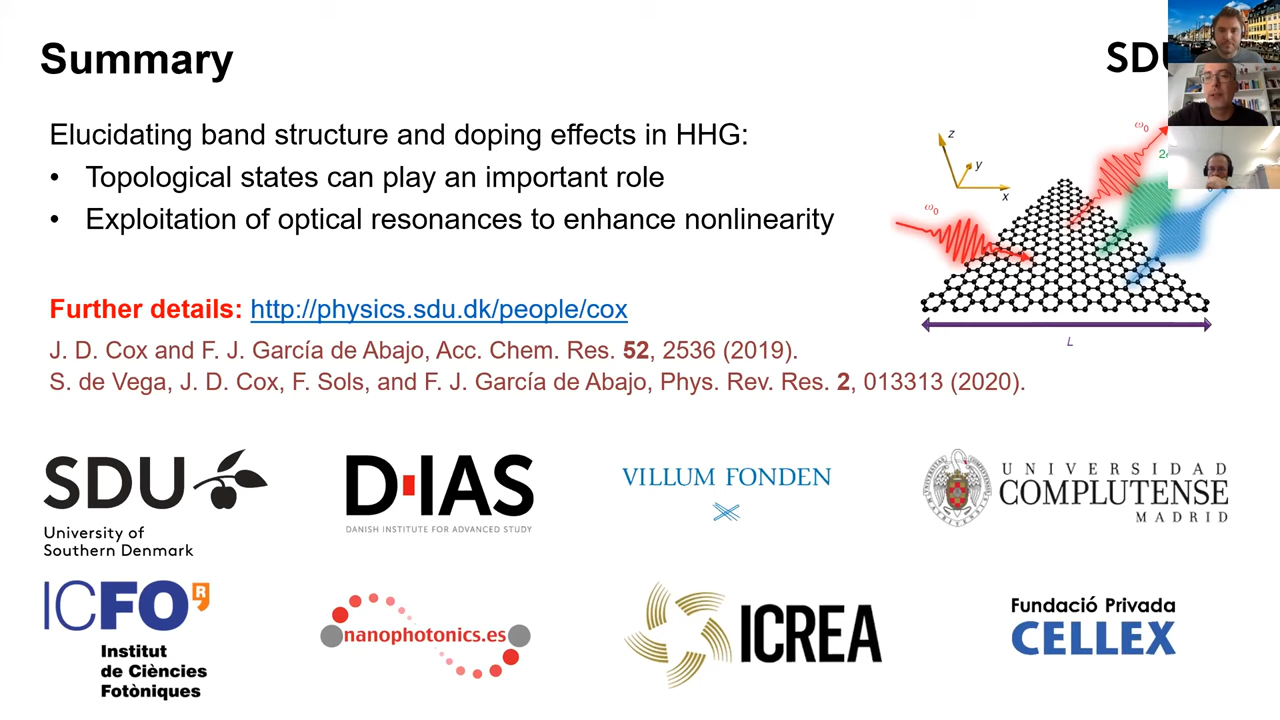 Summary
SDU
Elucidating band structure and doping effects in HHG:
• Topological states can play an important role
• Exploitation of optical resonances to enhance nonlinearity
z
y
x
ω₀
ω₀
L
Further details: http://physics.sdu.dk/people/cox
J. D. Cox and F. J. García de Abajo, Acc. Chem. Res. 52, 2536 (2019).
S. de Vega, J. D. Cox, F. Sols, and F. J. García de Abajo, Phys. Rev. Res. 2, 013313 (2020).
SDU
University of
Southern Denmark
D·IAS
DANISH INSTITUTE FOR ADVANCED STUDY
VILLUM FONDEN
UNIVERSIDAD
COMPLUTENSE
MADRID
ICFO R
Institut
de Ciències
Fotòniques
nanophotonics.es
ICREA
Fundació Privada
CELLEX